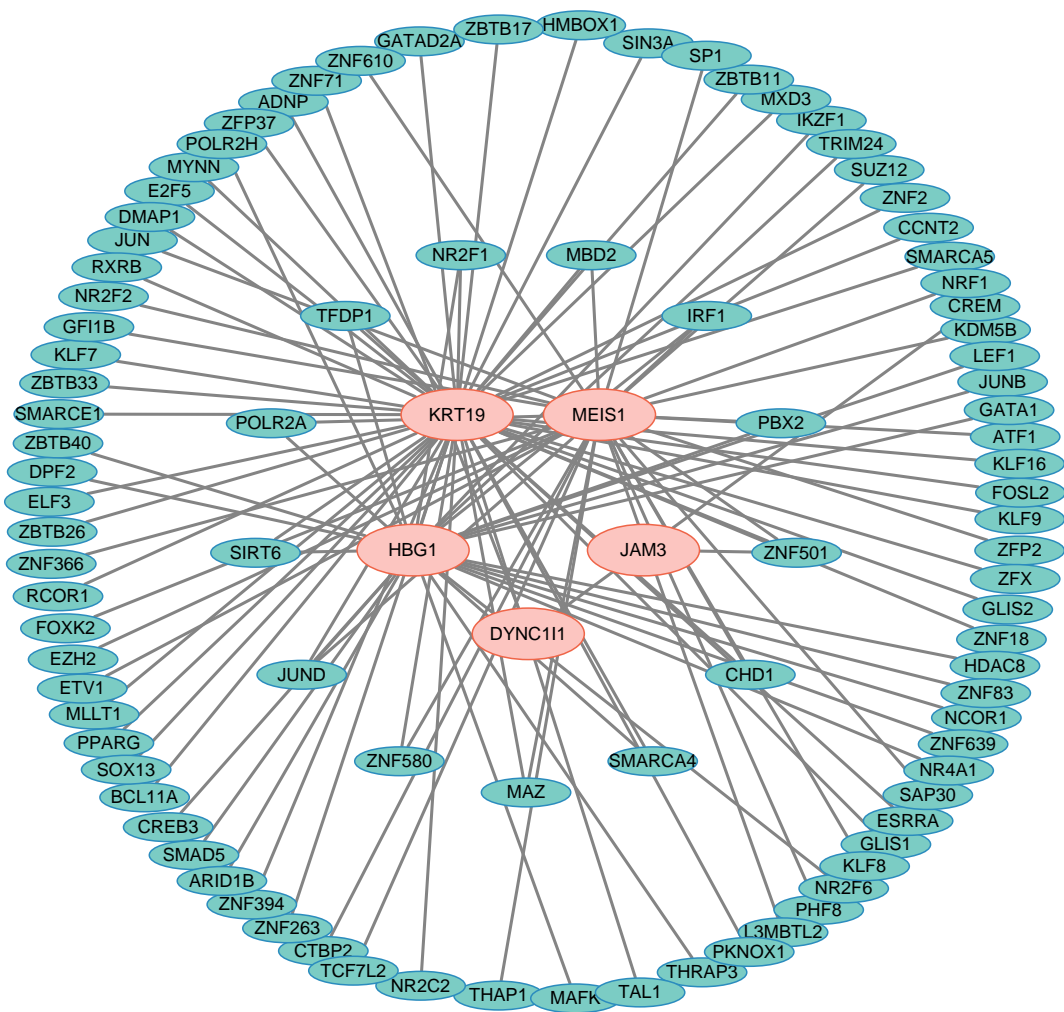 HMBOX1
ZBTB17
SIN3A
GATAD2A
SP1
ZNF610
ZBTB11
ZNF71
MXD3
ADNP
IKZF1
ZFP37
TRIM24
POLR2H
SUZ12
MYNN
E2F5
ZNF2
DMAP1
CCNT2
JUN
NR2F1
MBD2
SMARCA5
RXRB
NRF1
NR2F2
CREM
TFDP1
IRF1
GFI1B
KDM5B
KLF7
LEF1
ZBTB33
JUNB
SMARCE1
KRT19
MEIS1
GATA1
POLR2A
PBX2
ZBTB40
ATF1
DPF2
KLF16
ELF3
FOSL2
ZBTB26
KLF9
SIRT6
HBG1
JAM3
ZNF501
ZNF366
ZFP2
RCOR1
ZFX
FOXK2
GLIS2
DYNC1I1
ZNF18
EZH2
HDAC8
JUND
CHD1
ETV1
ZNF83
MLLT1
NCOR1
PPARG
ZNF639
ZNF580
SMARCA4
SOX13
NR4A1
MAZ
BCL11A
SAP30
CREB3
ESRRA
SMAD5
GLIS1
ARID1B
KLF8
ZNF394
NR2F6
ZNF263
PHF8
CTBP2
L3MBTL2
TCF7L2
PKNOX1
NR2C2
THRAP3
THAP1
MAFK
TAL1